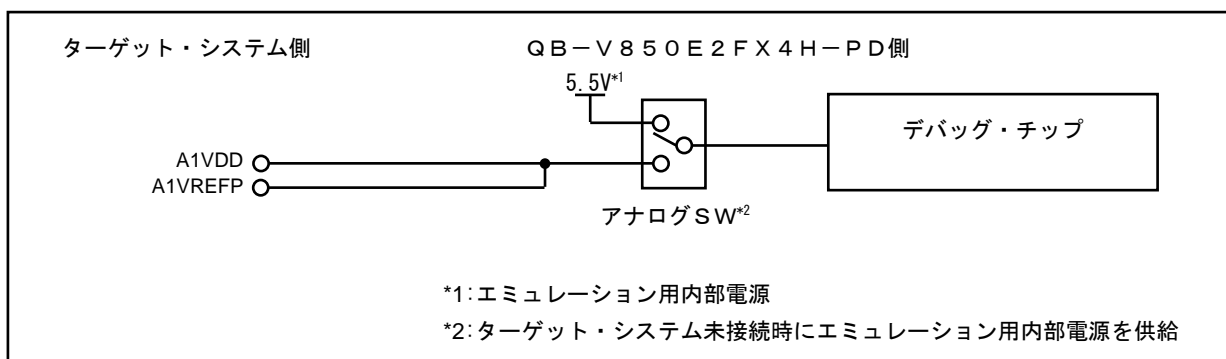 ターゲット・システム側
QB-V850E2FX4H-PD側
5.5V*1
デバッグ・チップ
A1VDD
A1VREFP
アナログSW*2
*1:エミュレーション用内部電源
*2:ターゲット・システム未接続時にエミュレーション用内部電源を供給